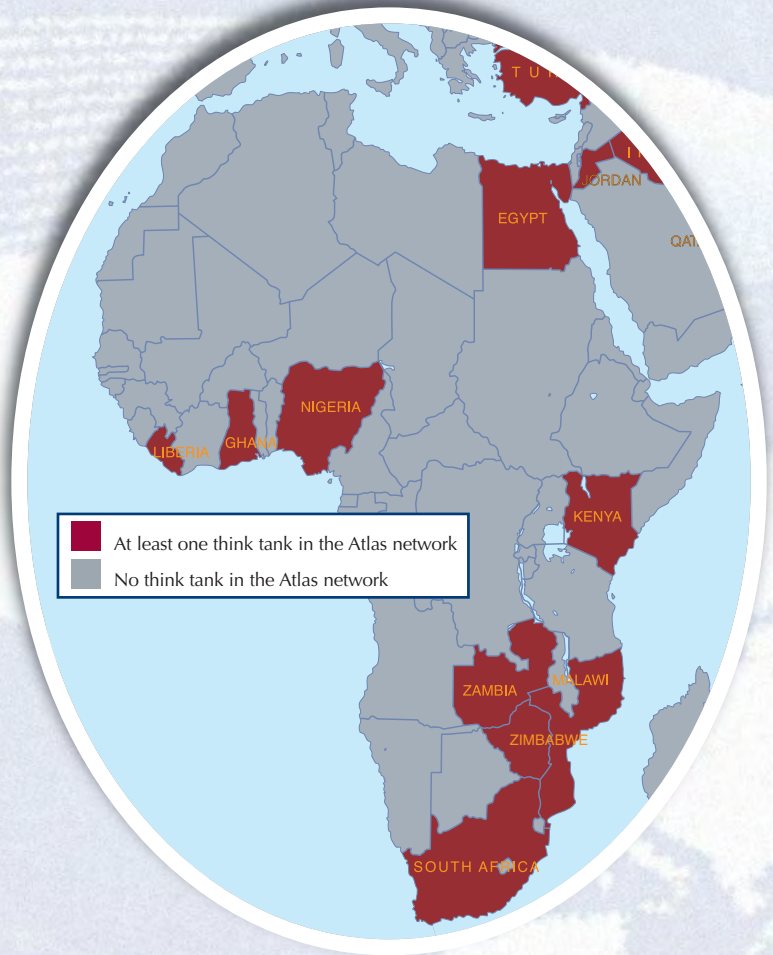 T U R
I R
JORDAN
EGYPT
QAT
NIGERIA
GHANA
LIBERIA
KENYA
At least one think tank in the Atlas network
No think tank in the Atlas network
MALAWI
ZAMBIA
ZIMBABWE
SOUTH AFRICA